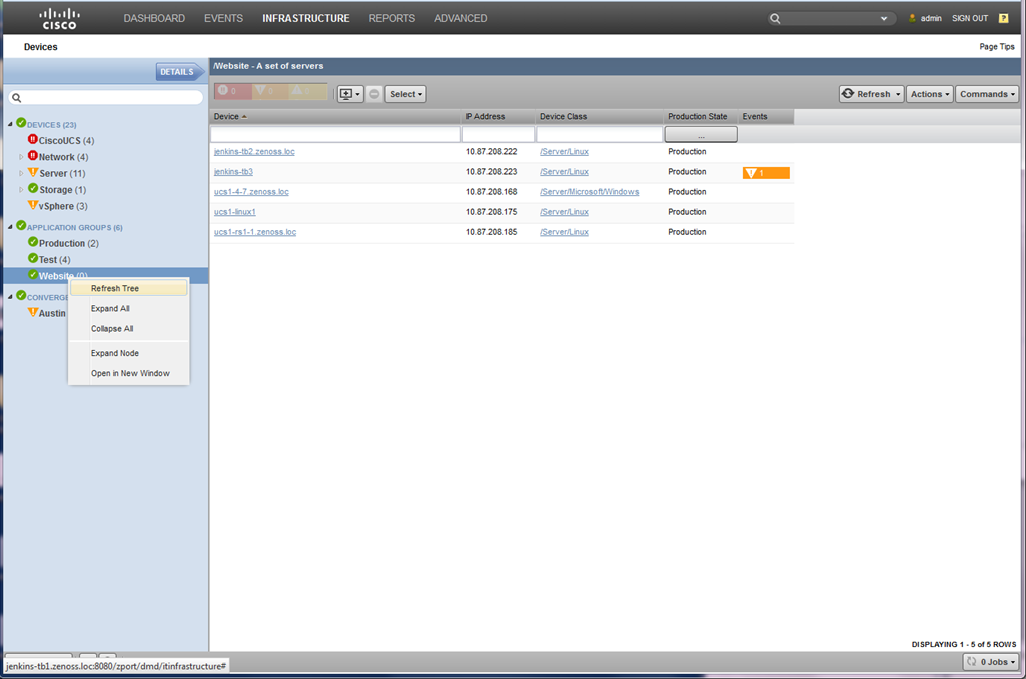 CISCO DASHBOARD EVENTS INFRASTRUCTURE REPORTS ADVANCED admin SIGN OUT ?
Devices Page Tips
DETAILS
/Website - A set of servers
0 0 Select Refresh Actions Commands
DEVICES (23)
CiscoUCS (4)
Network (4)
Server (11)
Storage (1)
vSphere (3)
APPLICATION GROUPS (6)
Production (2)
Test (4)
Website (0)
CONVERGE
Austin
Refresh Tree
Expand All
Collapse All
Expand Node
Open in New Window
Device IP Address Device Class Production State Events
...
jenkins-tb2.zenoss.loc 10.87.208.222 /Server/Linux Production
jenkins-tb3 10.87.208.223 /Server/Linux Production 1
ucs1-4-7.zenoss.loc 10.87.208.168 /Server/Microsoft/Windows Production
ucs1-linux1 10.87.208.175 /Server/Linux Production
ucs1-rs1-1.zenoss.loc 10.87.208.185 /Server/Linux Production
DISPLAYING 1 - 5 of 5 ROWS
jenkins-tb1.zenoss.loc:8080/zport/dmd/itinfrastructure#
0 Jobs